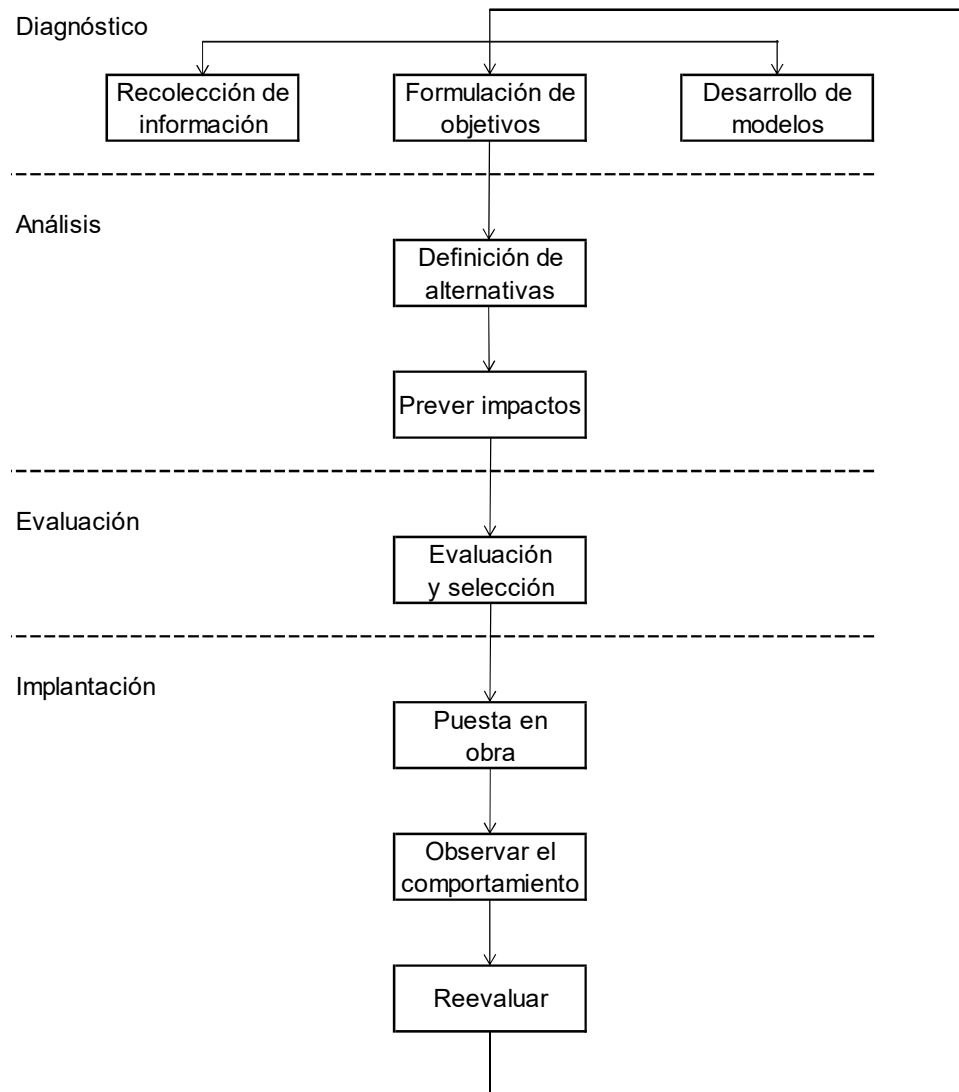 Diagnóstico
Recolección de
información
Formulación de
objetivos
Desarrollo de
modelos
Análisis
Definición de
alternativas
Prever impactos
Evaluación
Evaluación
y selección
Implantación
Puesta en
obra
Observar el
comportamiento
Reevaluar